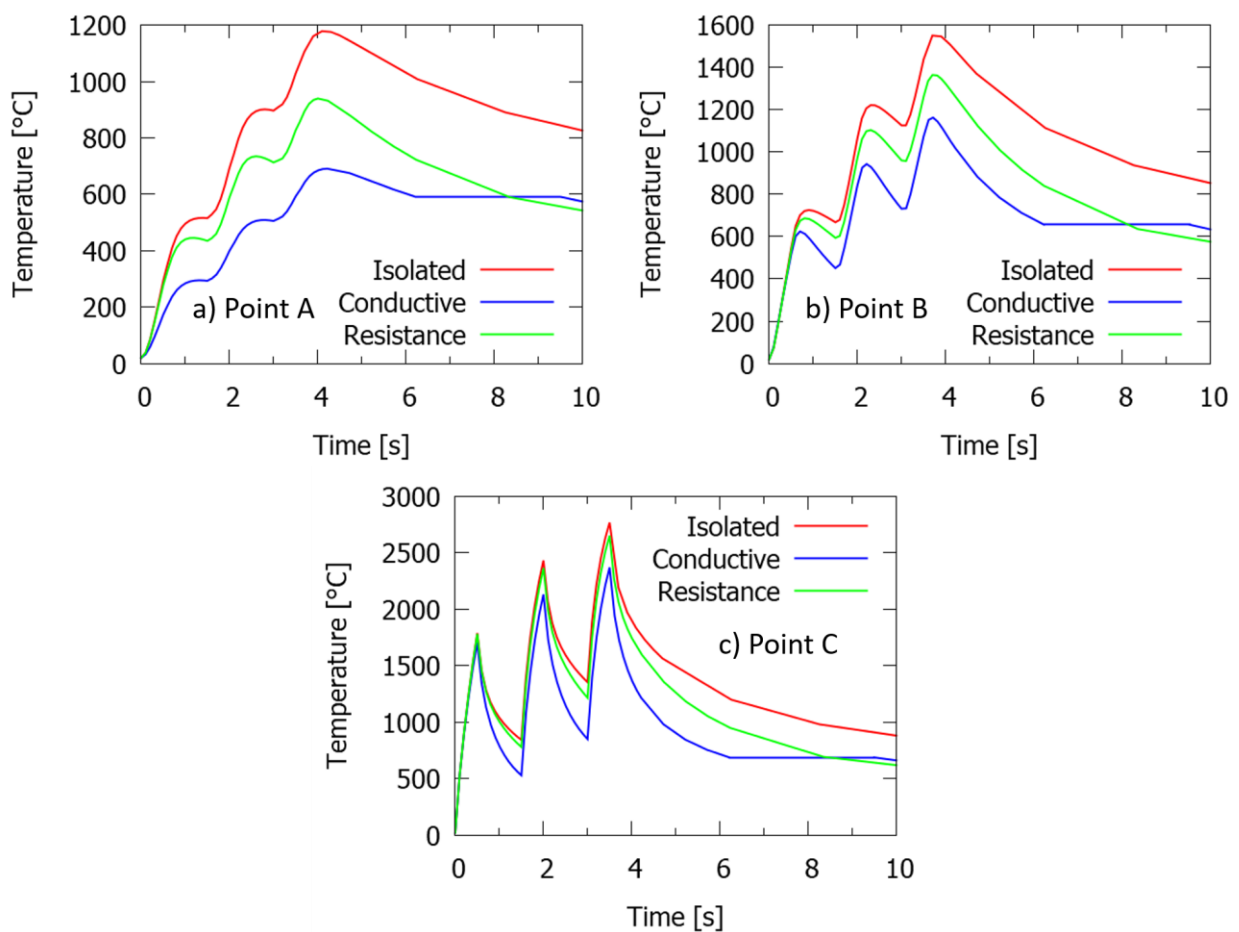 1200
1000
800
600
400
200
0
Temperature [°C]
Isolated
a) Point A
Conductive
Resistance
0 2 4 6 8 10
Time [s]
1600
1400
1200
1000
800
600
400
200
0
Temperature [°C]
Isolated
b) Point B
Conductive
Resistance
0 2 4 6 8 10
Time [s]
3000
2500
2000
1500
1000
500
0
Temperature [°C]
Isolated
Conductive
Resistance
c) Point C
0 2 4 6 8 10
Time [s]